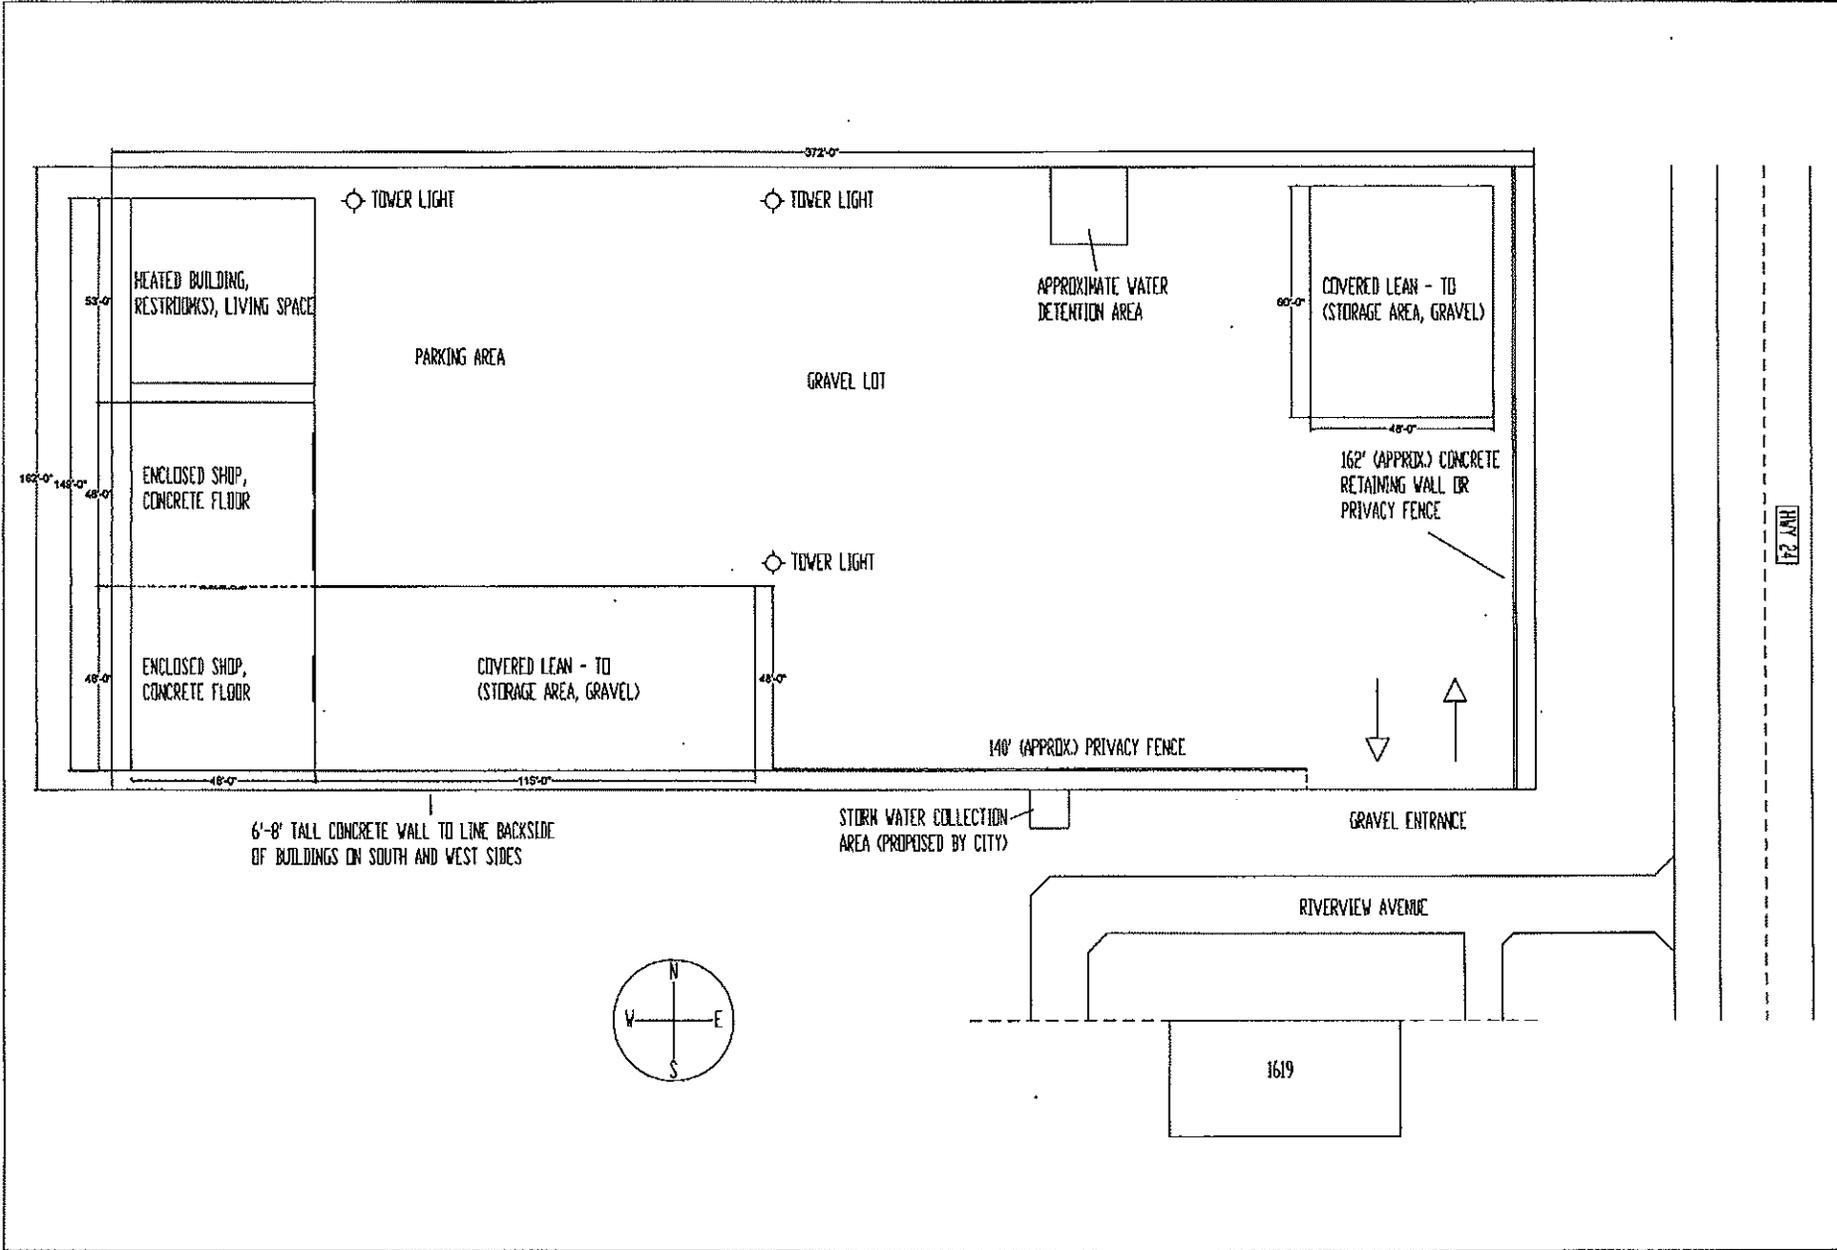 372'-0"
TOWER LIGHT
TOWER LIGHT
HEATED BUILDING,
RESTROOM(S), LIVING SPACE
53'-0"
PARKING AREA
GRAVEL LOT
APPROXIMATE WATER
DETENTION AREA
60'-0"
COVERED LEAN - TO
(STORAGE AREA, GRAVEL)
48'-0"
162'-0"
149'-0"
48'-0"
ENCLOSED SHOP,
CONCRETE FLOOR
162' (APPROX.) CONCRETE
RETAINING WALL OR
PRIVACY FENCE
HWY 24
TOWER LIGHT
48'-0"
ENCLOSED SHOP,
CONCRETE FLOOR
COVERED LEAN - TO
(STORAGE AREA, GRAVEL)
48'-0"
140' (APPROX.) PRIVACY FENCE
48'-0"
115'-0"
6'-8' TALL CONCRETE WALL TO LINE BACKSIDE
OF BUILDINGS ON SOUTH AND WEST SIDES
STORM WATER COLLECTION
AREA (PROPOSED BY CITY)
GRAVEL ENTRANCE
RIVERVIEW AVENUE
N
W E
S
1619